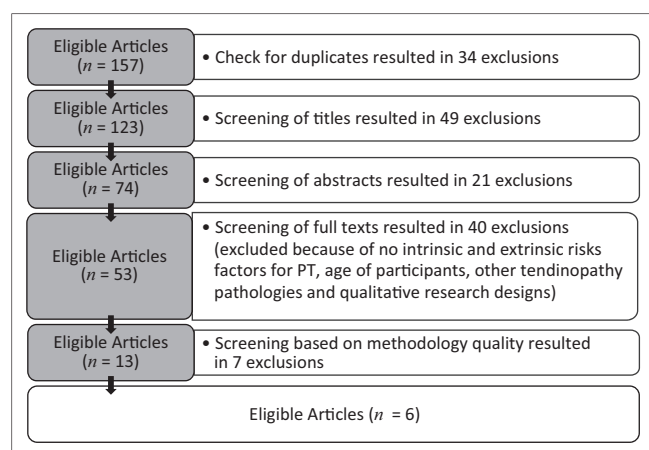 Eligible Articles
(n = 157)
• Check for duplicates resulted in 34 exclusions
Eligible Articles
(n = 123)
• Screening of titles resulted in 49 exclusions
Eligible Articles
(n = 74)
• Screening of abstracts resulted in 21 exclusions
Eligible Articles
(n = 53)
• Screening of full texts resulted in 40 exclusions
(excluded because of no intrinsic and extrinsic risks
factors for PT, age of participants, other tendinopathy
pathologies and qualitative research designs)
Eligible Articles
(n = 13)
• Screening based on methodology quality resulted
in 7 exclusions
Eligible Articles (n = 6)